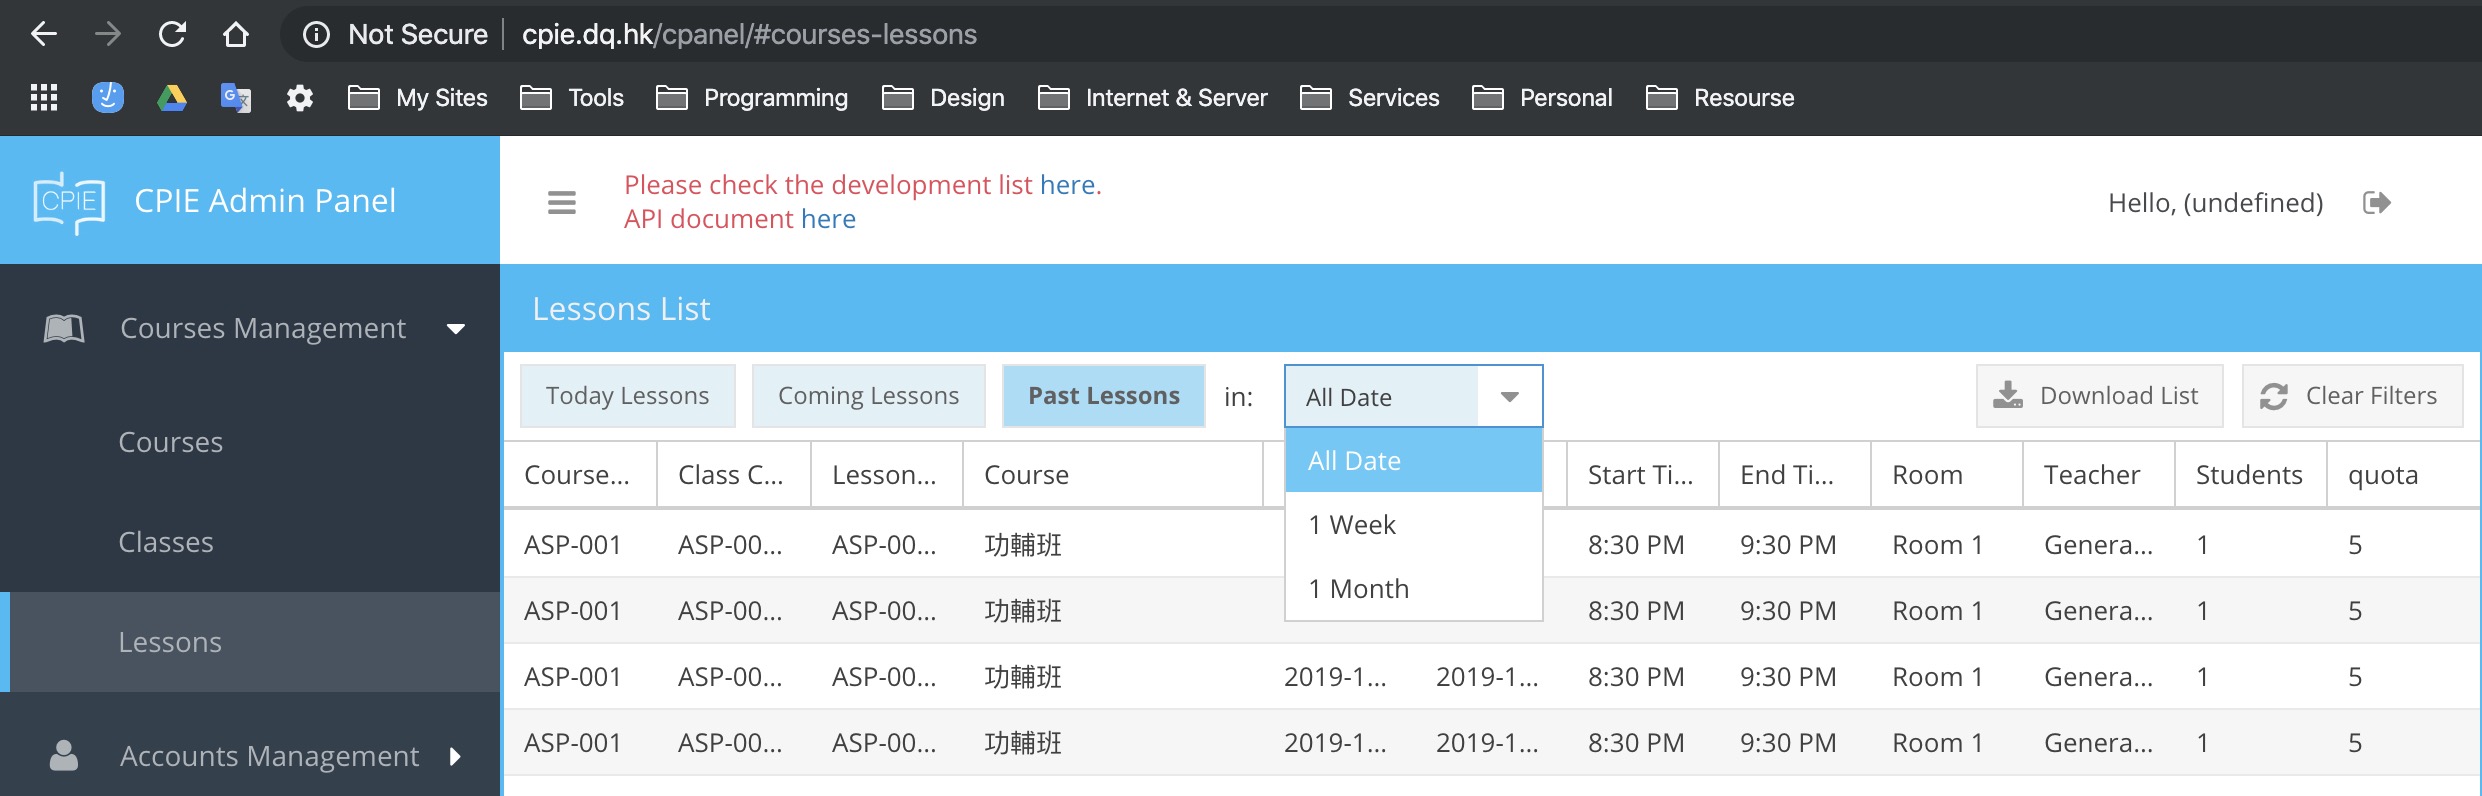 Not Secure cpie.dq.hk/cpanel/#courses-lessons
My Sites Tools Programming Design Internet & Server Services Personal Resourse
CPIE CPIE Admin Panel
Please check the development list here.
API document here
Hello, (undefined)
Courses Management
Courses
Classes
Lessons
Accounts Management
Lessons List
Today Lessons Coming Lessons Past Lessons in: All Date Download List Clear Filters
All Date
1 Week
1 Month
Course... Class C... Lesson... Course Start Ti... End Ti... Room Teacher Students quota
ASP-001 ASP-00... ASP-00... 功輔班 8:30 PM 9:30 PM Room 1 Genera... 1 5
ASP-001 ASP-00... ASP-00... 功輔班 8:30 PM 9:30 PM Room 1 Genera... 1 5
ASP-001 ASP-00... ASP-00... 功輔班 2019-1... 2019-1... 8:30 PM 9:30 PM Room 1 Genera... 1 5
ASP-001 ASP-00... ASP-00... 功輔班 2019-1... 2019-1... 8:30 PM 9:30 PM Room 1 Genera... 1 5